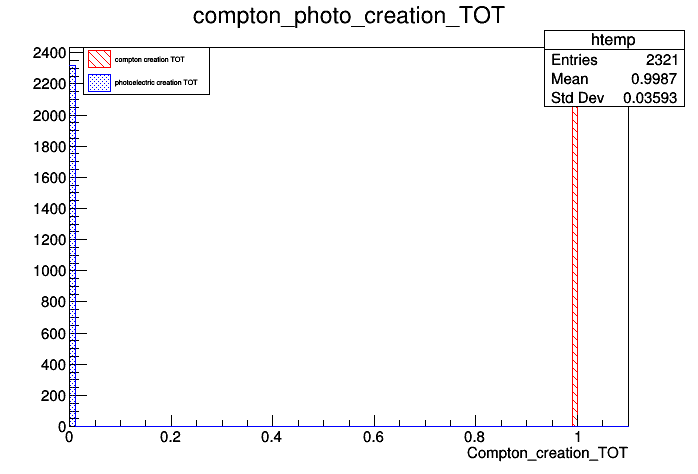 compton_photo_creation_TOT
htemp
Entries 2321
Mean 0.9987
Std Dev 0.03593
compton creation TOT
photoelectric creation TOT
2400
2200
2000
1800
1600
1400
1200
1000
800
600
400
200
0
0 0.2 0.4 0.6 0.8 1
Compton_creation_TOT